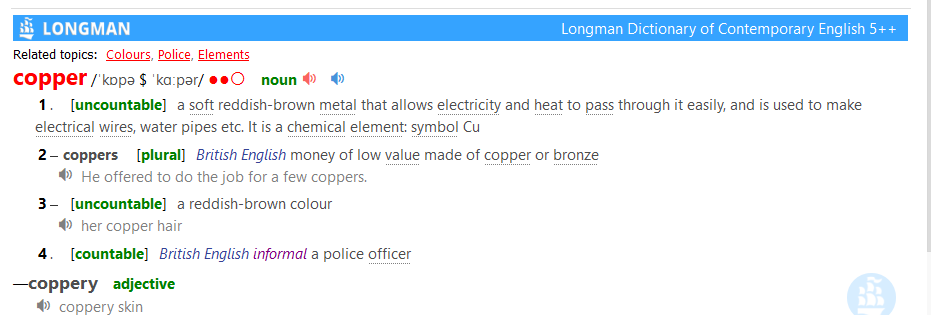 LONGMAN Longman Dictionary of Contemporary English 5++
Related topics: Colours, Police, Elements
copper /ˈkɒpə $ ˈkɑːpər/ ●●○ noun
1 . [uncountable] a soft reddish-brown metal that allows electricity and heat to pass through it easily, and is used to make
electrical wires, water pipes etc. It is a chemical element: symbol Cu
2 – coppers [plural] British English money of low value made of copper or bronze
He offered to do the job for a few coppers.
3 – [uncountable] a reddish-brown colour
her copper hair
4 . [countable] British English informal a police officer
—coppery adjective
coppery skin